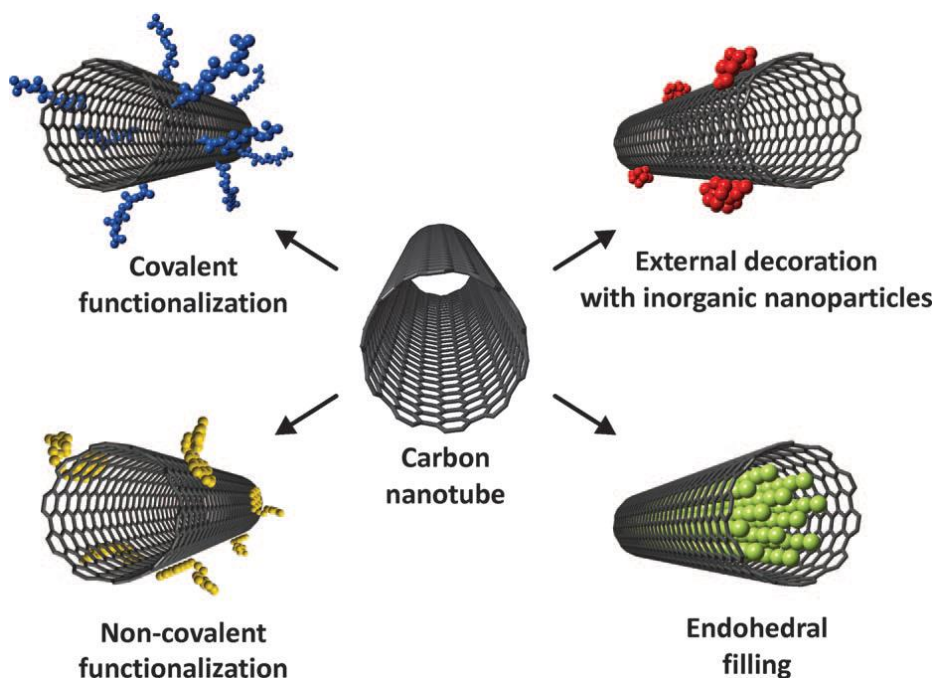 Covalent
functionalization
External decoration
with inorganic nanoparticles
Carbon
nanotube
Non-covalent
functionalization
Endohedral
filling